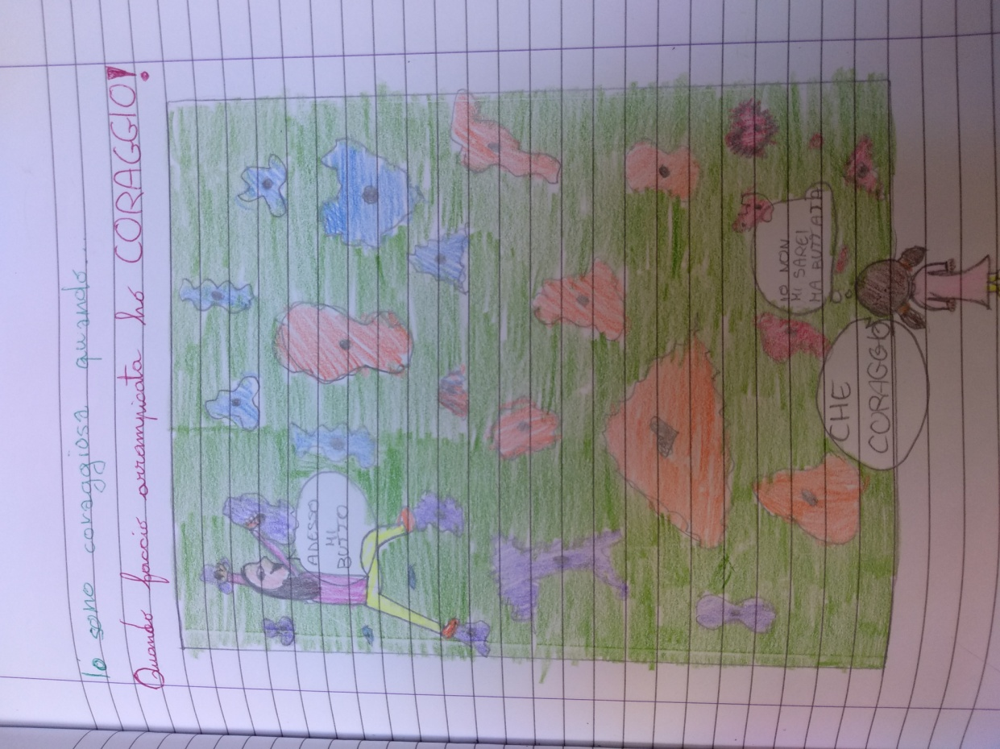 Io sono coraggiosa quando...
Quando faccio arrampicata ho CORAGGIO!
ADESSO
MI
BUTTO
IO NON
MI SAREI
MA BUTTATA
CHE
CORAGGIO